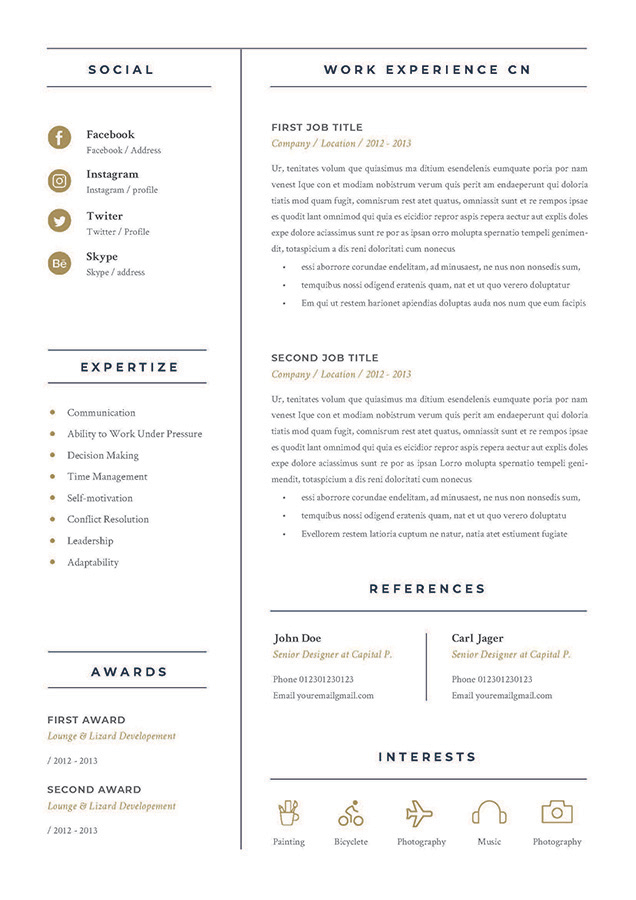 SOCIAL
Facebook
Facebook / Address
Instagram
Instagram / profile
Twiter
Twitter / Profile
Bē
Skype
Skype / address
EXPERTIZE
• Communication
• Ability to Work Under Pressure
• Decision Making
• Time Management
• Self-motivation
• Conflict Resolution
• Leadership
• Adaptability
AWARDS
FIRST AWARD
Lounge & Lizard Developement
/ 2012 - 2013
SECOND AWARD
Lounge & Lizard Developement
/ 2012 - 2013
WORK EXPERIENCE CN
FIRST JOB TITLE
Company / Location / 2012 - 2013
Ur, tenitates volum que quiasimus ma ditium esendelenis eumquate poria por nam
venest Ique con et modiam nobistrum verum quis perit am endaerunt qui doloria
tatias mod quam fugit, comnisrum rest atet quatus, omniassit sunt et rempos ipsae
es quodit lant omnimod qui quia es eicidior repror aspis repera aectur aut explis doles
expe dolore aciassimus sunt por as ipsan orro molupta spernatio tempeli genimen-
dit, totaspicium a dis reni doloritati cum nonecus
• essi aborrore corundae endelitam, ad minusaest, ne nus non nonsedis sum,
• temquibus nossi odigend eratenis quam, nat et ut quo verero doluptatur
• Em qui ut restem harionet apiendias doluptas auda nos num que eum facipis
SECOND JOB TITLE
Company / Location / 2012 - 2013
Ur, tenitates volum que quiasimus ma ditium esendelenis eumquate poria por nam
venest Ique con et modiam nobistrum verum quis perit am endaerunt qui doloria
tatias mod quam fugit, comnisrum rest atet quatus, omniassit sunt et rempos ipsae
es quodit lant omnimod qui quia es eicidior repror aspis repera aectur aut explis doles
expe dolore aciassimus sunt re por as ipsan Lorro molupta spernatio tempeli geni-
mendit, totaspicium a dis reni doloritati cum nonecus
• essi aborrore corundae endelitam, ad minusaest, ne nus non nonsedis sum,
• temquibus nossi odigend eratenis quam, nat et ut quo verero doluptatu
• Evellorem restem latioria cuptum ne natur, natia atet estiument fugiate
REFERENCES
John Doe
Senior Designer at Capital P.
Phone 012301230123
Email youremailgmail.com
Carl Jager
Senior Designer at Capital P.
Phone 012301230123
Email youremailgmail.com
INTERESTS
Painting
Bicyclete
Photography
Music
Photography